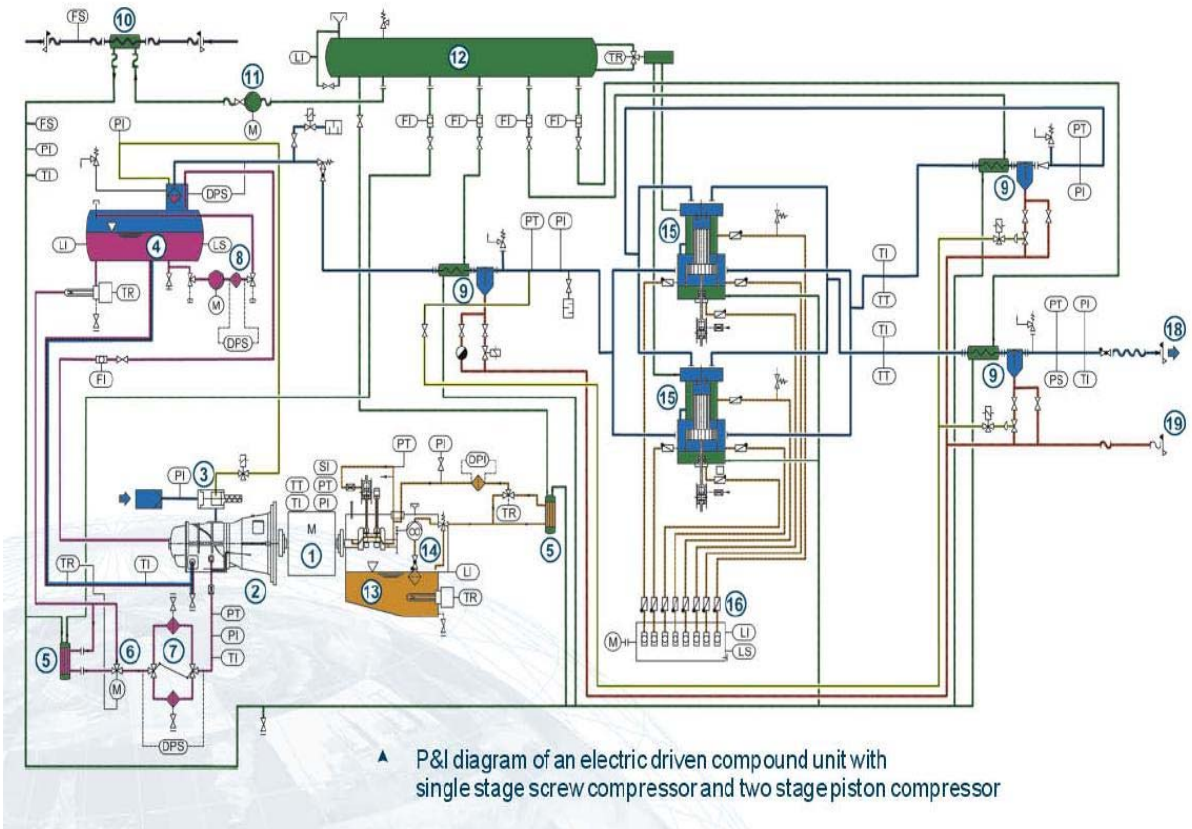 FS
10
12
LI
TR
11
M
FS
PI
TI
PI
FI
FI
FI
FI
DPS
PT
PI
9
4
LI
LS
8
TR
M
DPS
FI
15
PT
PI
9
TI
TT
TI
TT
PT
PI
18
9
PS
TI
15
19
PI
3
SI
PT
PI
DPI
TT
PT
TI
PI
TR
M
1
14
5
TR
TI
2
13
LI
TR
PT
PI
TI
5
6
7
M
DPS
16
M
LI
LS
P&I diagram of an electric driven compound unit with
single stage screw compressor and two stage piston compressor